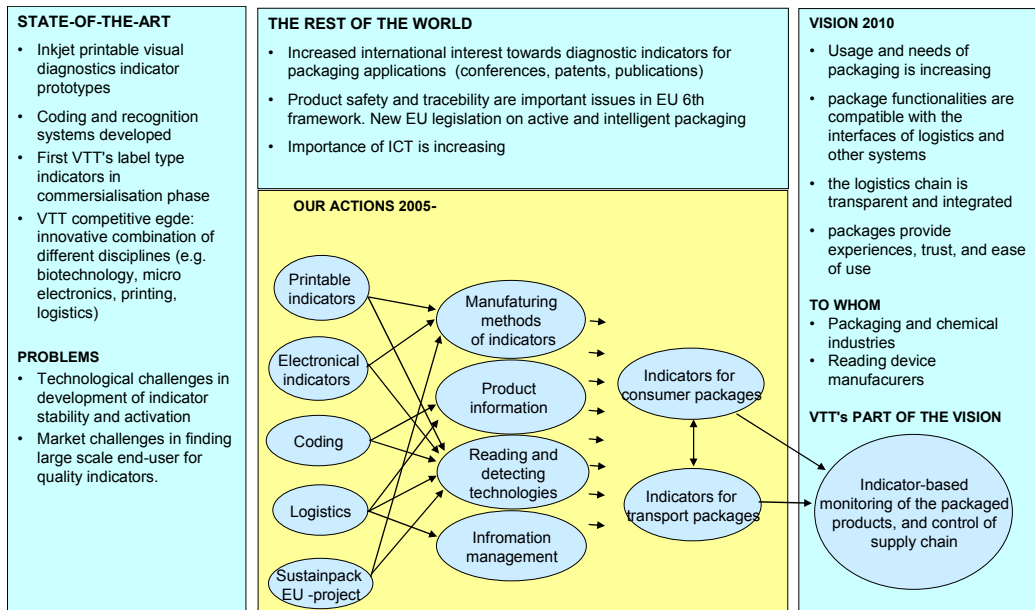 STATE-OF-THE-ART
• Inkjet printable visual
diagnostics indicator
prototypes
• Coding and recognition
systems developed
• First VTT's label type
indicators in
commersialisation phase
• VTT competitive egde:
innovative combination of
different disciplines (e.g.
biotechnology, micro
electronics, printing,
logistics)
PROBLEMS
• Technological challenges in
development of indicator
stability and activation
• Market challenges in finding
large scale end-user for
quality indicators.
THE REST OF THE WORLD
• Increased international interest towards diagnostic indicators for
packaging applications (conferences, patents, publications)
• Product safety and tracebility are important issues in EU 6th
framework. New EU legislation on active and intelligent packaging
• Importance of ICT is increasing
OUR ACTIONS 2005-
Printable
indicators
Electronical
indicators
Coding
Logistics
Sustainpack
EU -project
Manufaturing
methods
of indicators
Product
information
Reading and
detecting
technologies
Infromation
management
Indicators for
consumer packages
Indicators for
transport packages
VISION 2010
• Usage and needs of
packaging is increasing
• package functionalities are
compatible with the
interfaces of logistics and
other systems
• the logistics chain is
transparent and integrated
• packages provide
experiences, trust, and ease
of use
TO WHOM
• Packaging and chemical
industries
• Reading device
manufacurers
VTT's PART OF THE VISION
Indicator-based
monitoring of the packaged
products, and control of
supply chain